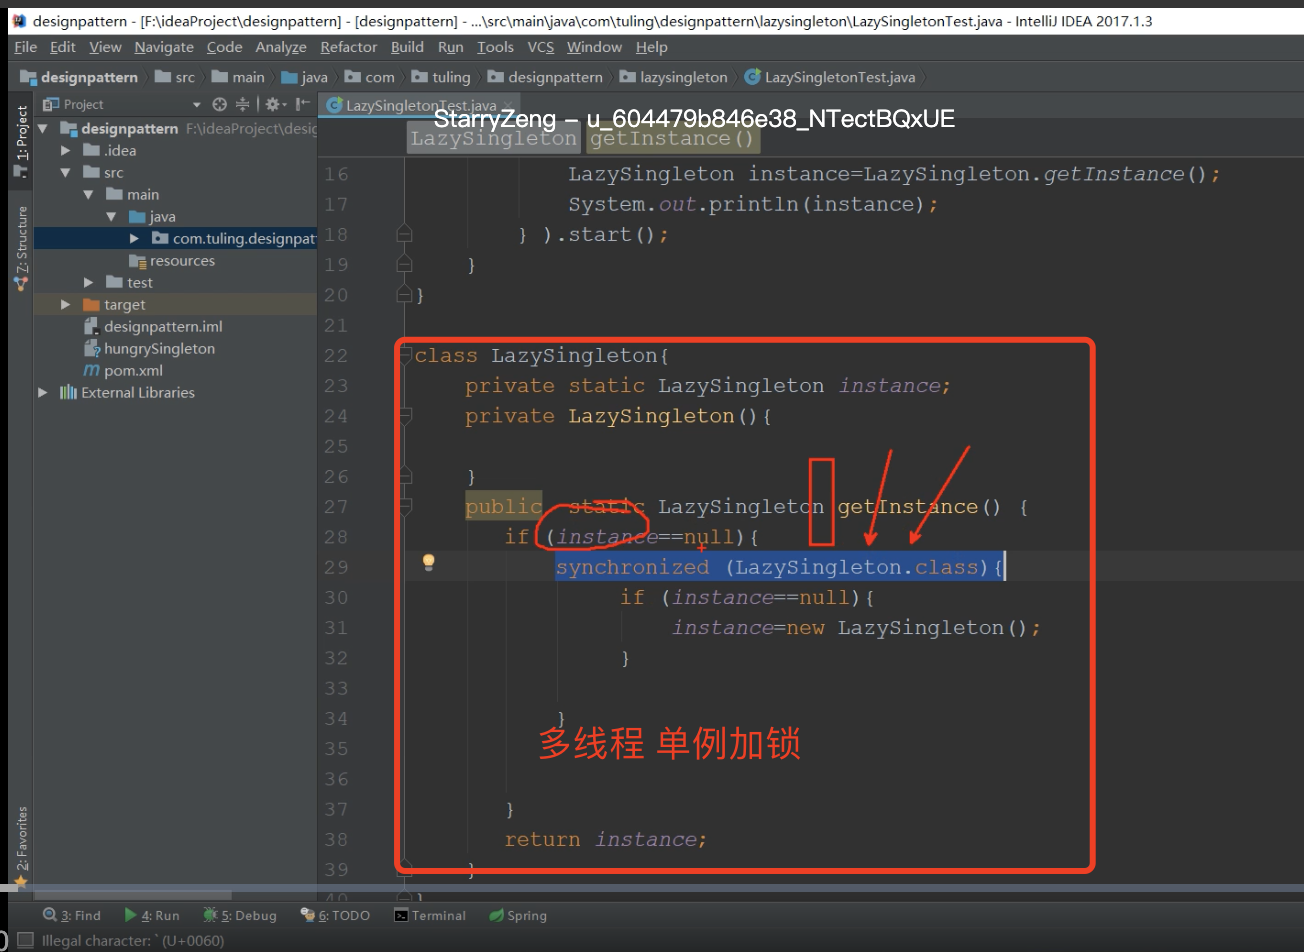 designpattern - [F:\ideaProject\designpattern] - [designpattern] - ...\src\main\java\com\tuling\designpattern\lazysingleton\LazySingletonTest.java - IntelliJ IDEA 2017.1.3
File Edit View Navigate Code Analyze Refactor Build Run Tools VCS Window Help
designpattern src main java com tuling designpattern lazysingleton LazySingletonTest.java
1: Project
Z: Structure
2: Favorites
Project
designpattern F:\ideaProject\desig
.idea
src
main
java
com.tuling.designpat
resources
test
target
designpattern.iml
hungrySingleton
pom.xml
External Libraries
LazySingletonTest.java
StarryZeng - u_604479b846e38_NTectBQxUE
LazySingleton getInstance()
16 LazySingleton instance=LazySingleton.getInstance();
17 System.out.println(instance);
18 } ).start();
19 }
20 }
21
22 class LazySingleton{
23 private static LazySingleton instance;
24 private LazySingleton(){
25
26 }
27 public static LazySingleton getInstance() {
28 if (instance==null){
29 synchronized (LazySingleton.class){
30 if (instance==null){
31 instance=new LazySingleton();
32 }
33
34 }
35
多线程 单例加锁
36
37 }
38 return instance;
39 }
40 }
3: Find 4: Run 5: Debug 6: TODO Terminal Spring
Illegal character: ` (U+0060)